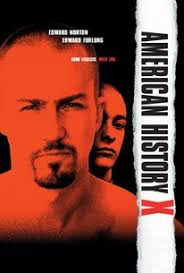 EDWARD NORTON
EDWARD FURLONG
SOME LEGACIES MUST END.
AMERICAN HISTORY X